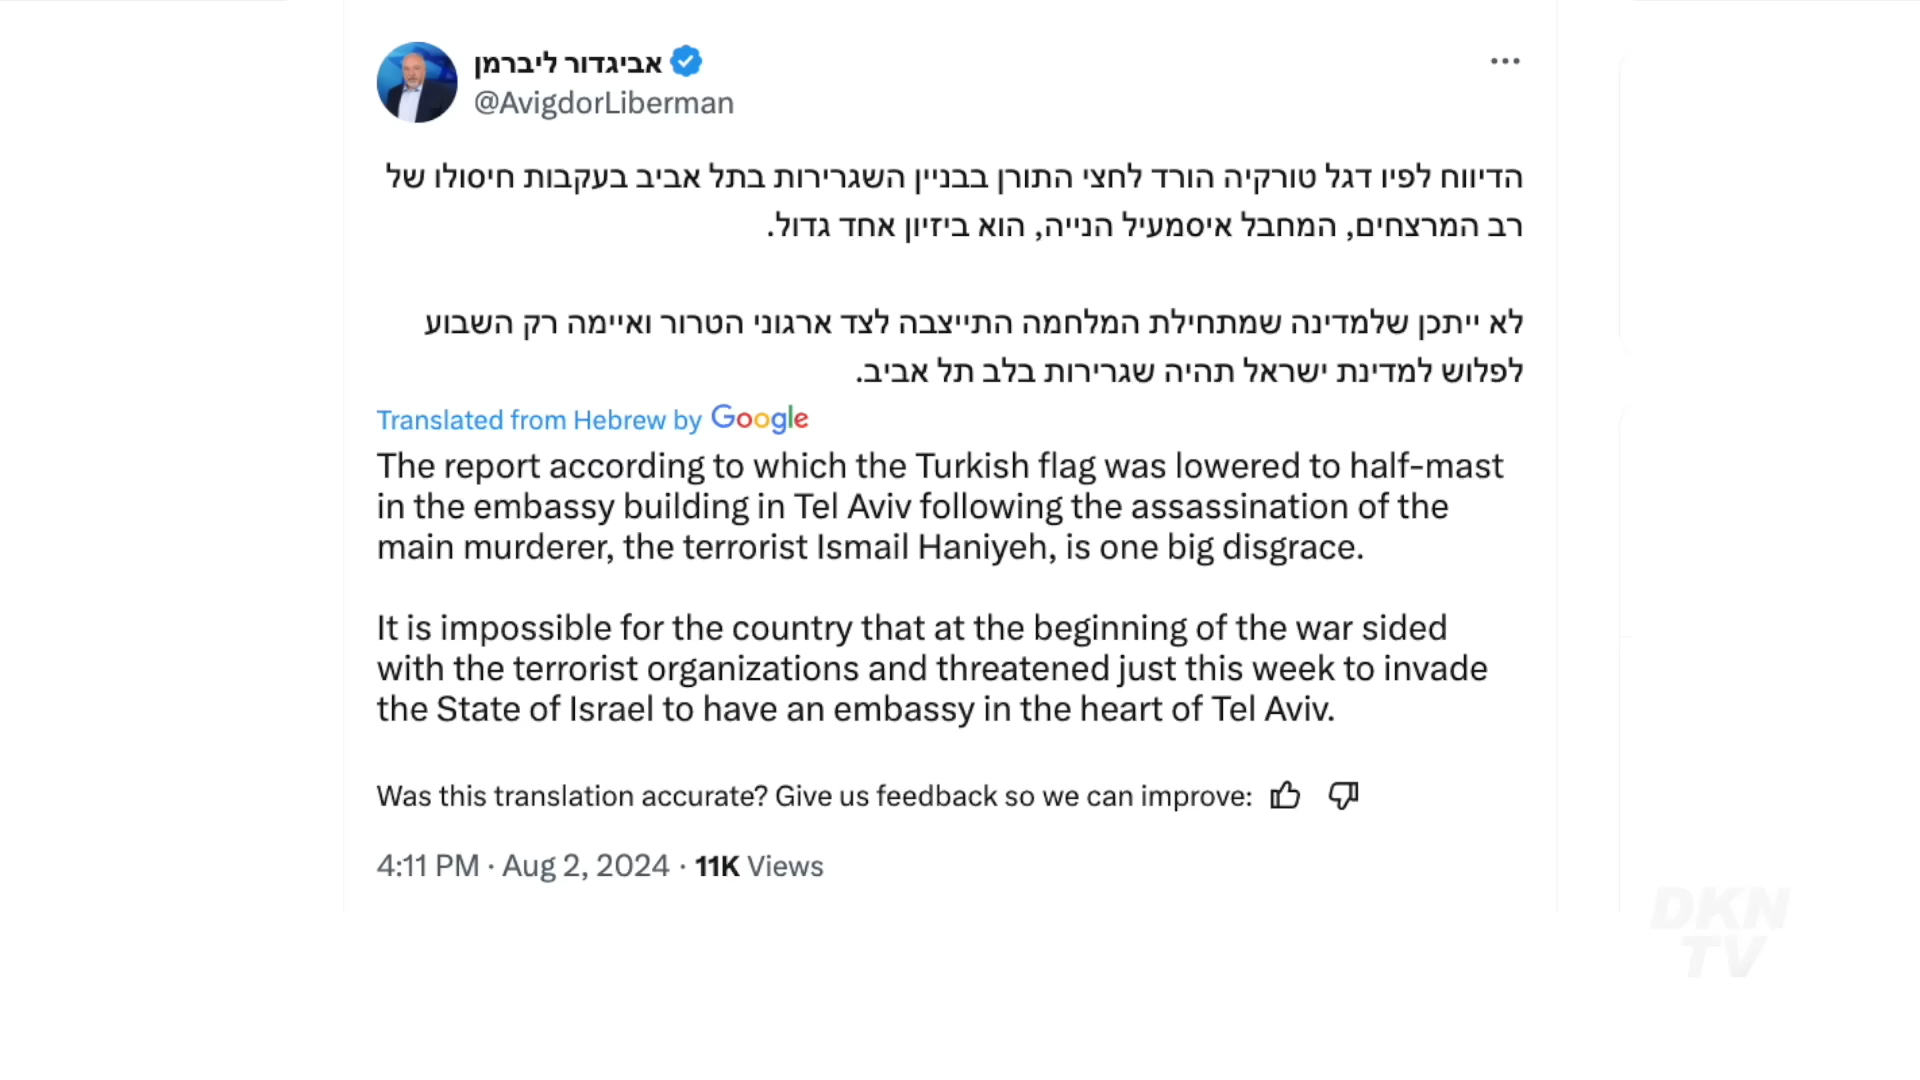 אביגדור ליברמן
@AvigdorLiberman
הדיווח לפיו דגל טורקיה הורד לחצי התורן בבניין השגרירות בתל אביב בעקבות חיסולו של
רב המרצחים, המחבל איסמעיל הנייה, הוא ביזיון אחד גדול.
לא ייתכן שלמדינה שמתחילת המלחמה התייצבה לצד ארגוני הטרור ואיימה רק השבוע
לפלוש למדינת ישראל תהיה שגרירות בלב תל אביב.
Translated from Hebrew by Google
The report according to which the Turkish flag was lowered to half-mast
in the embassy building in Tel Aviv following the assassination of the
main murderer, the terrorist Ismail Haniyeh, is one big disgrace.
It is impossible for the country that at the beginning of the war sided
with the terrorist organizations and threatened just this week to invade
the State of Israel to have an embassy in the heart of Tel Aviv.
Was this translation accurate? Give us feedback so we can improve:
4:11 PM · Aug 2, 2024 · 11K Views
DKN
TV